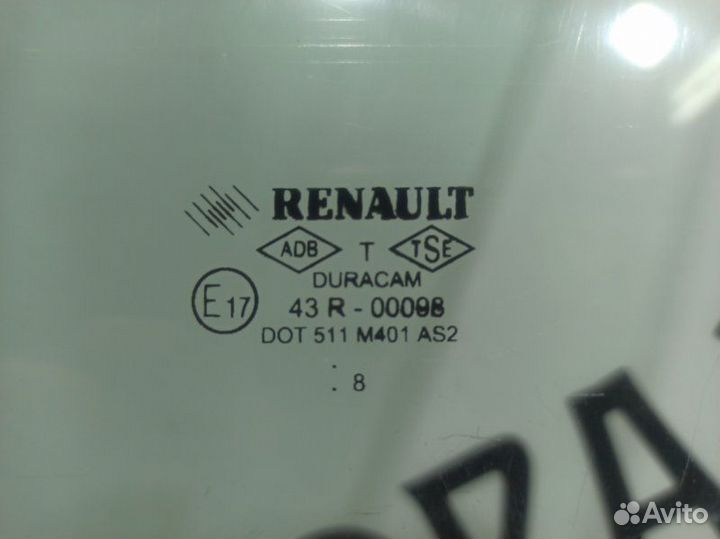 RENAULT
ADB T TSE
DURACAM
E17 43 R - 00098
DOT 511 M401 AS2
: 8
.
Avito